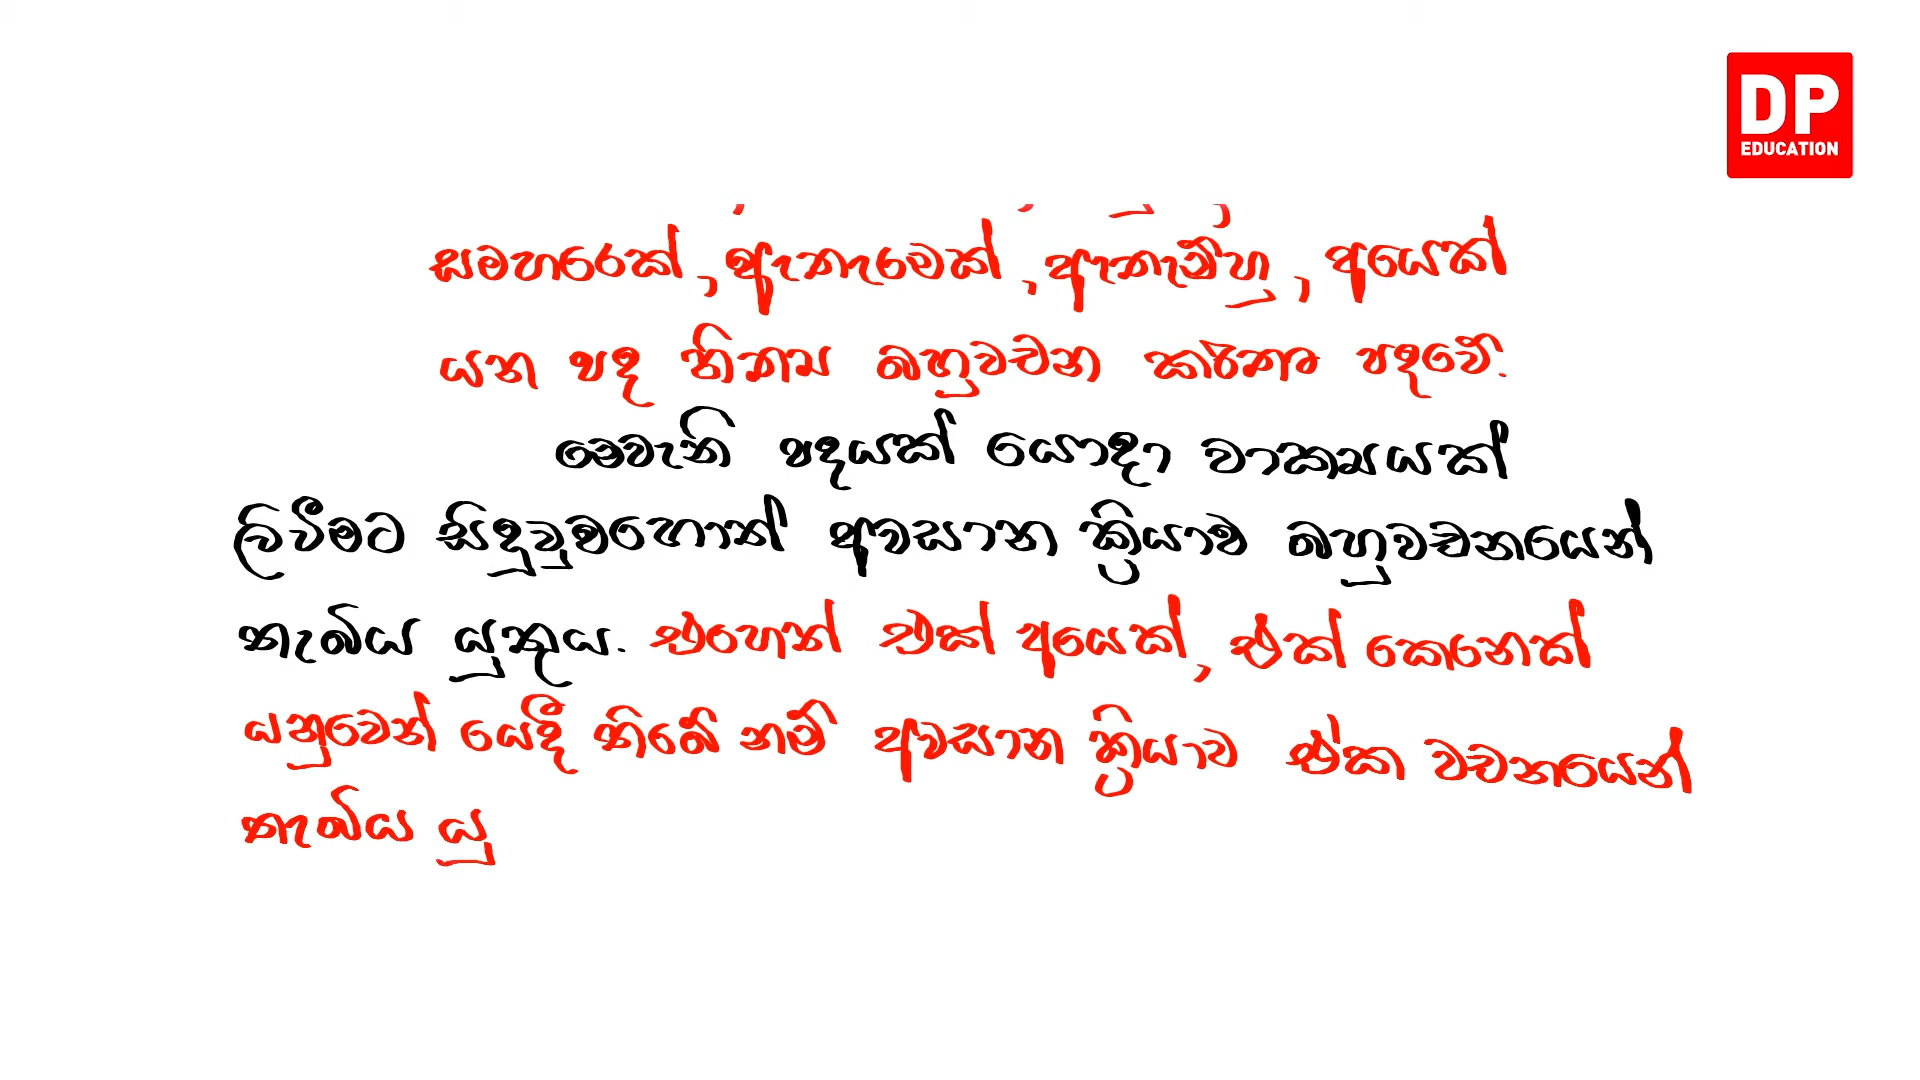 DP
EDUCATION
සමහරෙක්, ඇතැමෙක්, ඇතැම්හු, අයෙක්
යන පද නිත්‍ය බහුවචන කර්තෘ පදවේ.
මෙවැනි පදයක් යොදා වාක්‍යයක්
ලිවීමට සිදුවුවහොත් අවසාන ක්‍රියාව බහුවචනයෙන්
තැබිය යුතුය. එහෙත් එක් අයෙක්, එක් කෙනෙක්
යනුවෙන් යෙදී තිබේ නම් අවසාන ක්‍රියාව ඒක වචනයෙන්
තැබිය යු